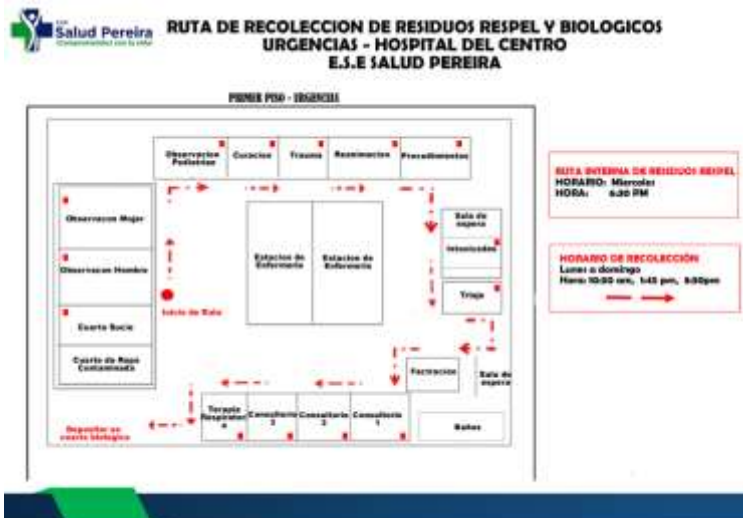 E.S.E
Salud Pereira
RUTA DE RECOLECCION DE RESIDUOS RESPEL Y BIOLOGICOS
URGENCIAS - HOSPITAL DEL CENTRO
E.S.E SALUD PEREIRA
PRIMER PISO - URGENCIAS
Observacion
Pediatrica
Curacion
Trauma
Reanimacion
Procedimientos
Observacion Mujer
Observacion Hombre
Cuarto Sucio
Cuarto de Ropa
Contaminada
Inicio de Ruta
Estacion de
Enfermeria
Estacion de
Enfermeria
Sala de
espera
Intoxicados
Triaje
Facturacion
Sala de
espera
Baños
Terapia
Respiratori
a
Consultorio
3
Consultorio
2
Consultorio
1
Depositar en
cuarto biologico
RUTA INTERNA DE RESIDUOS RESPEL
HORARIO: Miercoles
HORA: 6:30 PM
HORARIO DE RECOLECCIÓN
Lunes a domingo
Hora: 10:30 am, 1:45 pm,